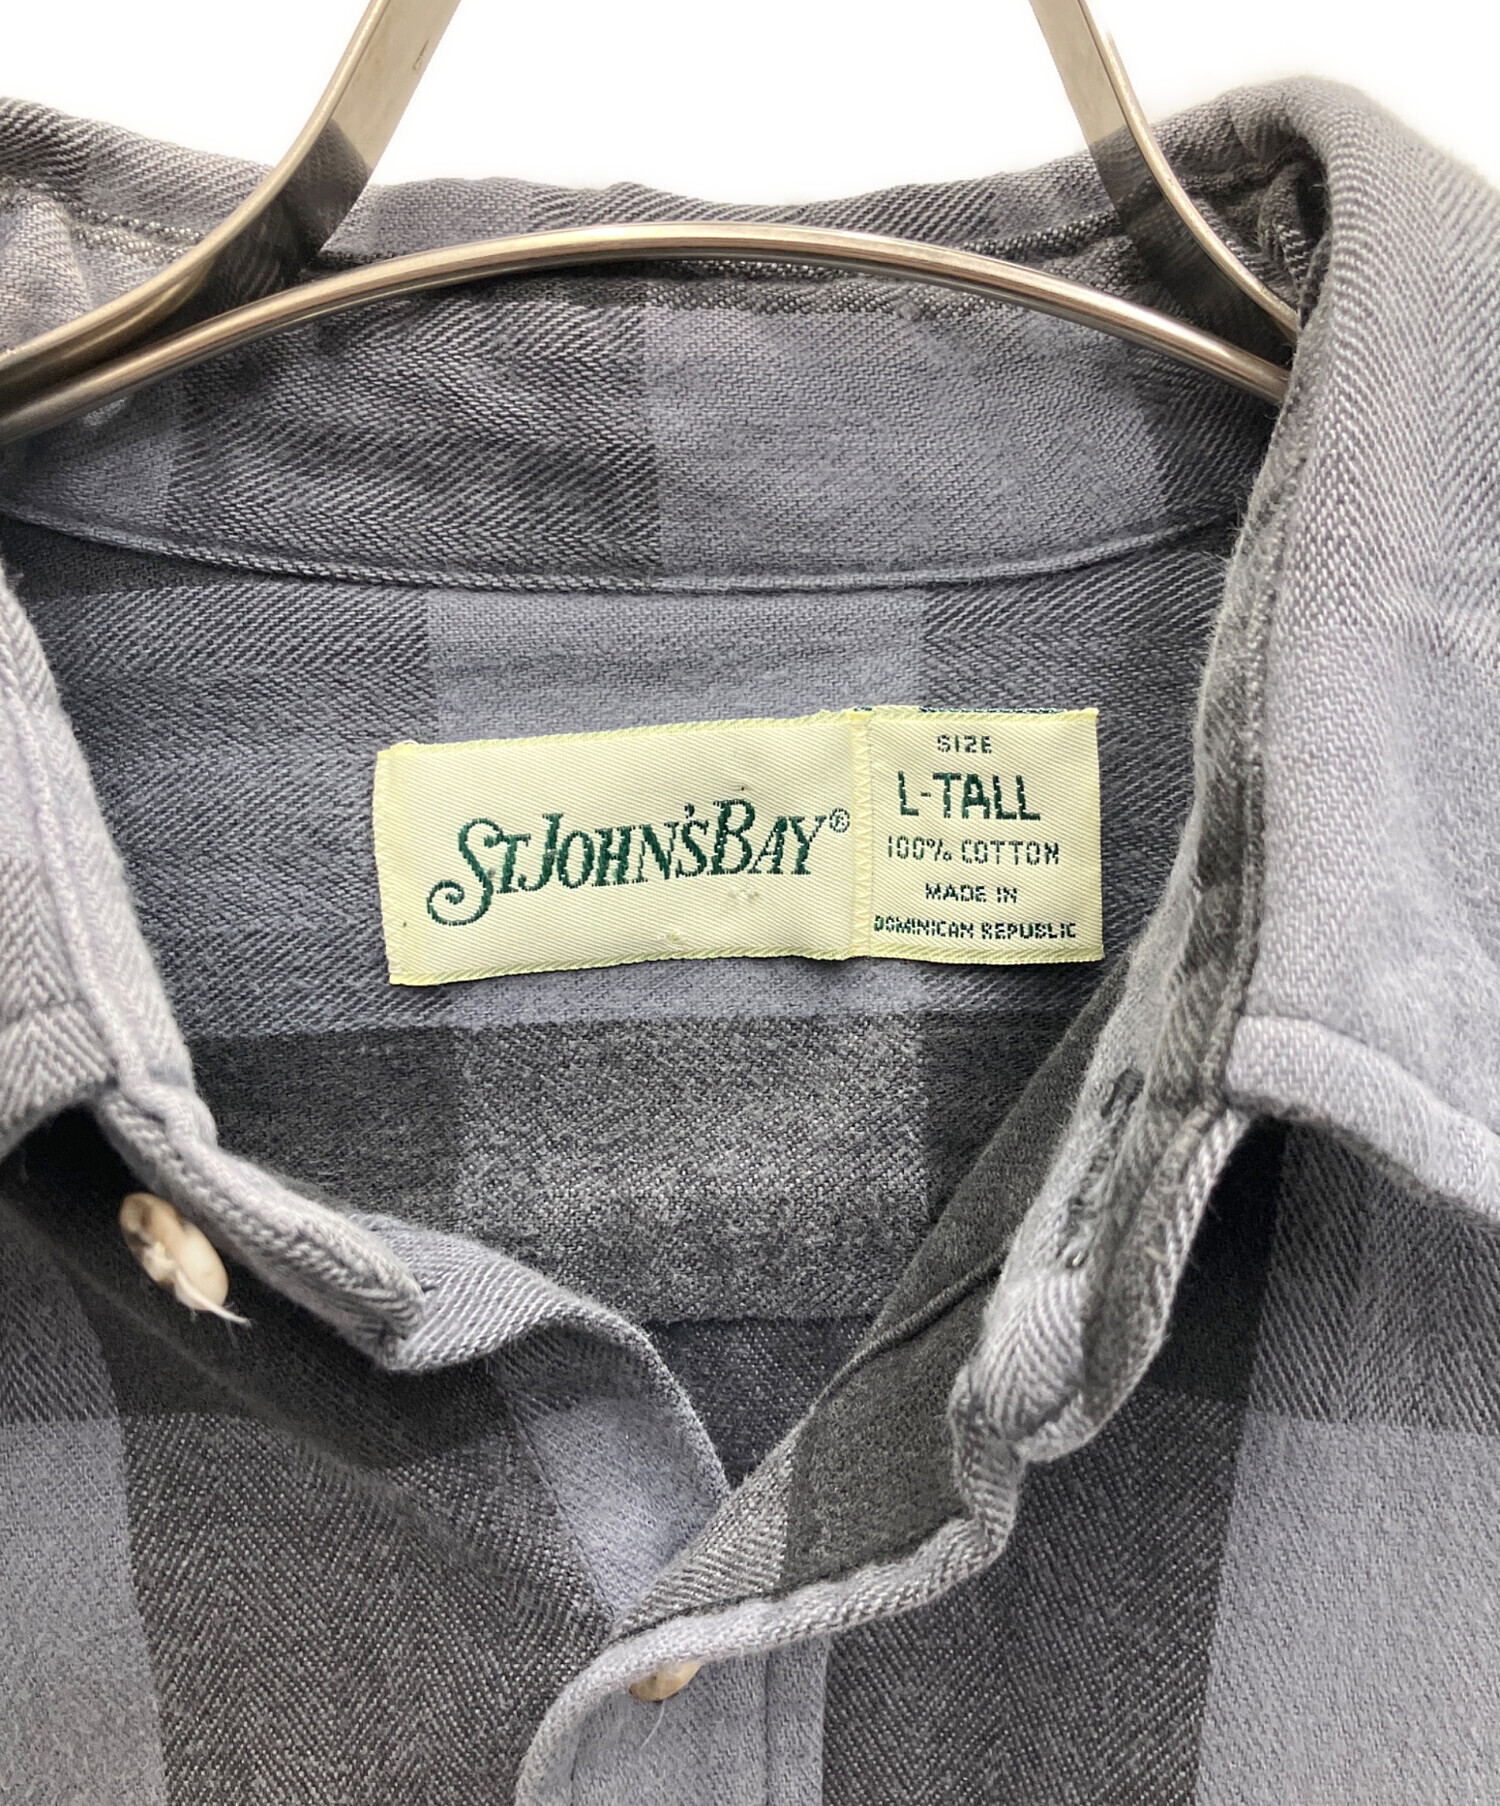 ST JOHN'S BAY®
SIZE
L-TALL
100% COTTON
MADE IN
DOMINICAN REPUBLIC